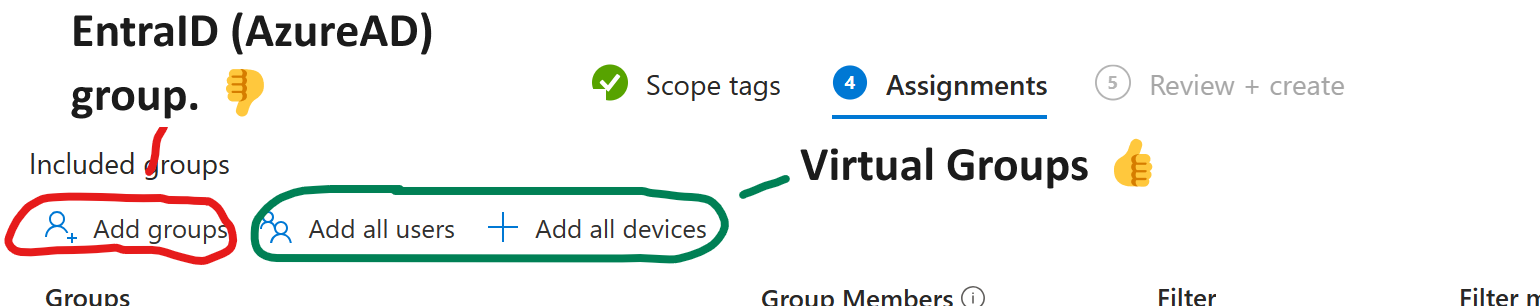 EntraID (AzureAD)
group.
Scope tags
4 Assignments
5 Review + create
Included groups
Virtual Groups
Add groups
Add all users
Add all devices
Groups
Group Members
Filter
Filter m